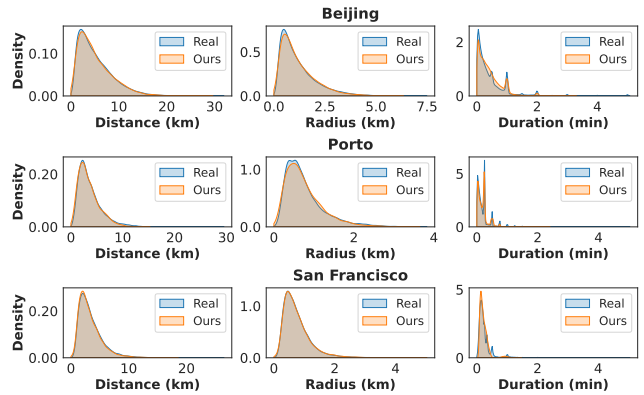 Beijing
Density
0.10
0.00
Real
Ours
0
10
20
30
Distance (km)
0.5
0.0
Real
Ours
0.0
2.5
5.0
7.5
Radius (km)
2
0
Real
Ours
0
2
4
Duration (min)
Porto
Density
0.20
0.00
Real
Ours
0
10
20
30
Distance (km)
1.0
0.0
Real
Ours
0
2
4
Radius (km)
5
0
Real
Ours
0.0
2.5
5.0
Duration (min)
San Francisco
Density
0.20
0.00
Real
Ours
0
10
20
Distance (km)
1.0
0.0
Real
Ours
0
2
4
Radius (km)
5
0
Real
Ours
0
2
4
Duration (min)